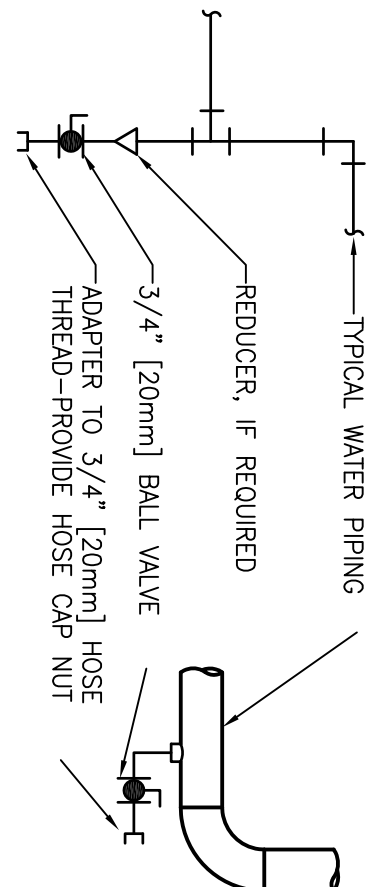 TYPICAL WATER PIPING
REDUCER, IF REQUIRED
3/4" [20mm] BALL VALVE
ADAPTER TO 3/4" [20mm] HOSE
THREAD-PROVIDE HOSE CAP NUT